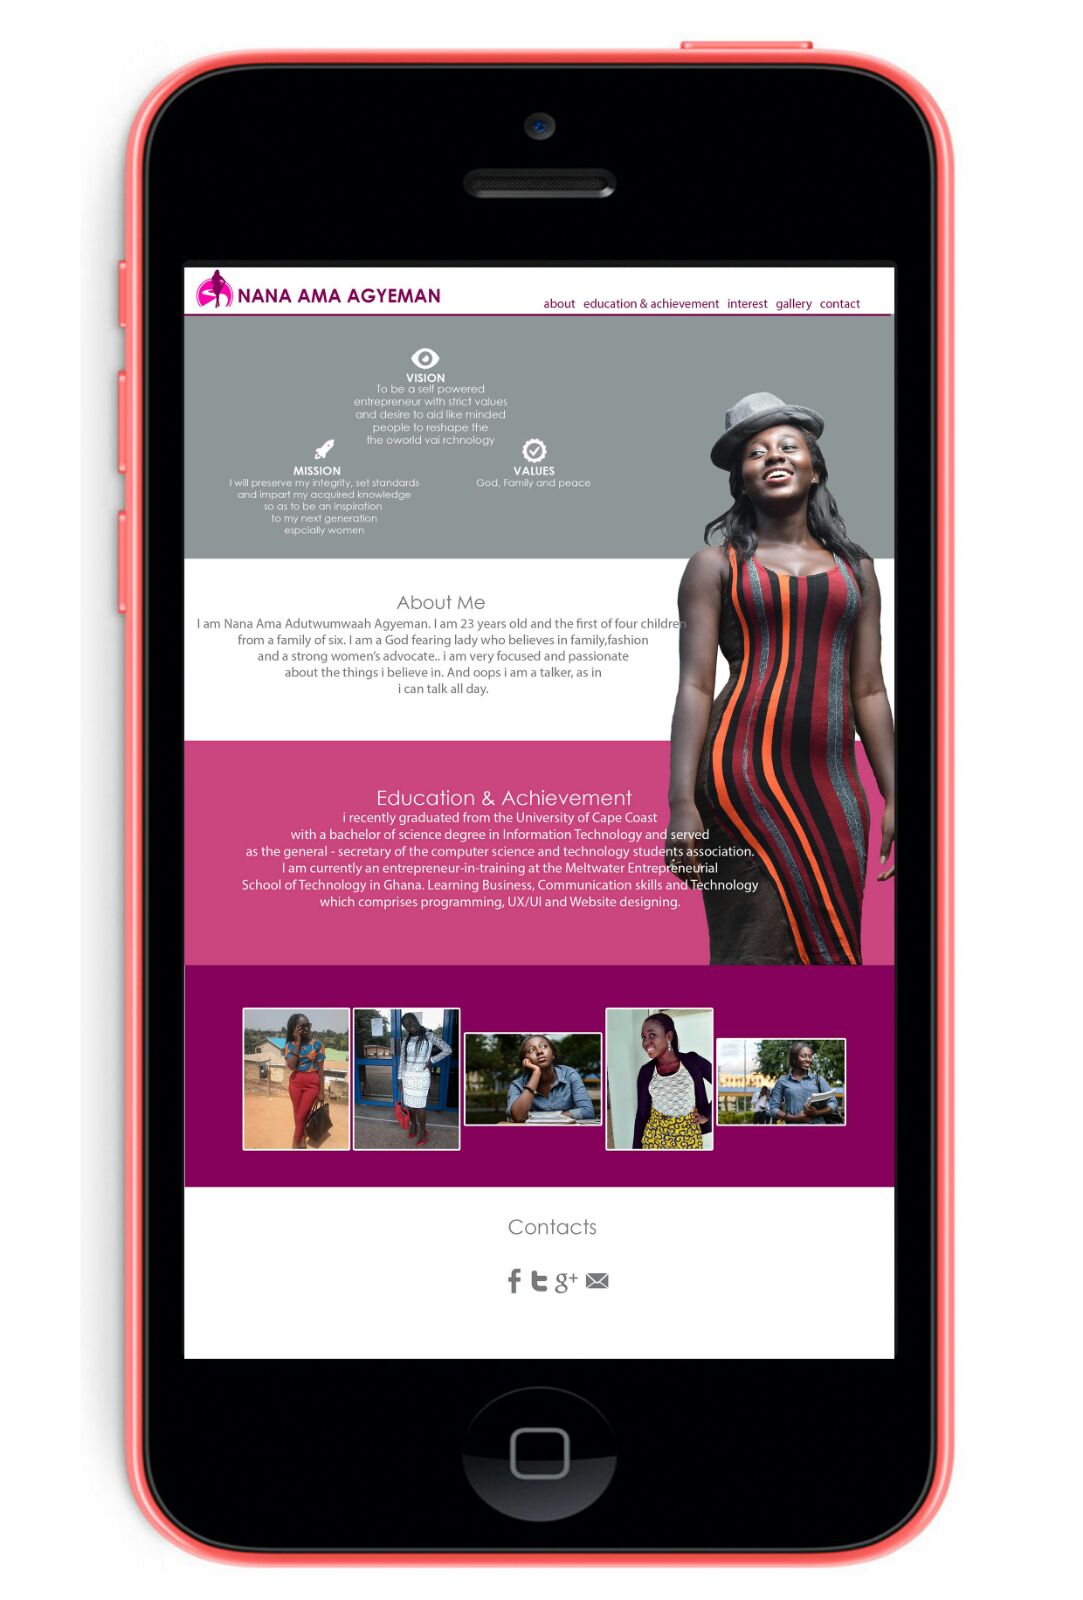 NANA AMA AGYEMAN
about education & achievement interest gallery contact
VISION
To be a self powered
entrepreneur with strict values
and desire to aid like minded
people to reshape the
the oworld vai rchnology
MISSION
I will preserve my integrity, set standards
and impart my acquired knowledge
so as to be an inspiration
to my next generation
espcially women
VALUES
God, Family and peace
About Me
I am Nana Ama Adutwumwaah Agyeman. I am 23 years old and the first of four children
from a family of six. I am a God fearing lady who believes in family,fashion
and a strong women's advocate.. i am very focused and passionate
about the things i believe in. And oops i am a talker, as in
i can talk all day.
Education & Achievement
i recently graduated from the University of Cape Coast
with a bachelor of science degree in Information Technology and served
as the general - secretary of the computer science and technology students association.
I am currently an entrepreneur-in-training at the Meltwater Entrepreneurial
School of Technology in Ghana. Learning Business, Communication skills and Technology
which comprises programming, UX/UI and Website designing.
Contacts
f t g+